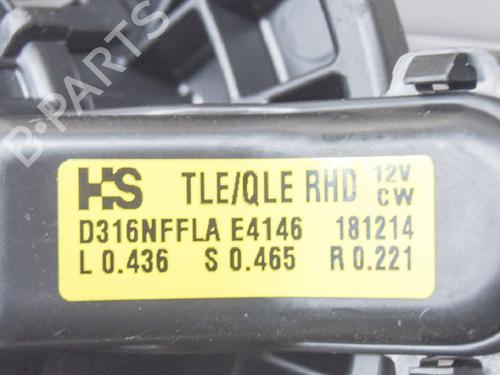 B-PARTS
HS TLE/QLE RHD 12V CW
D316NFFLA E4146 181214
L 0.436 S 0.465 R 0.221